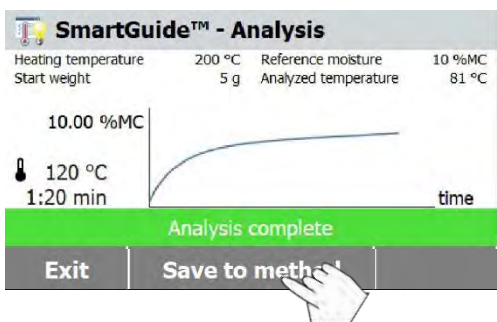 SmartGuide™ - Analysis
Heating temperature 200 °C Reference moisture 10 %MC
Start weight 5 g Analyzed temperature 81 °C
10.00 %MC
120 °C
1:20 min
time
Analysis complete
Exit Save to